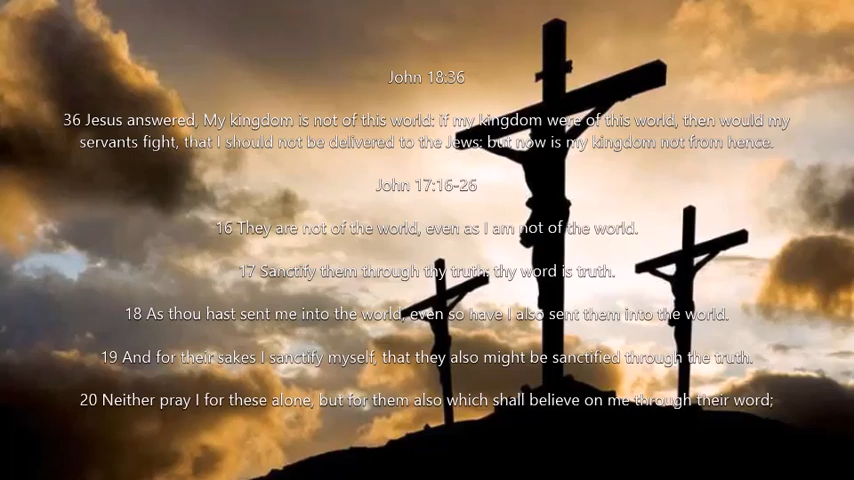 John 18:36
36 Jesus answered, My kingdom is not of this world: if my kingdom were of this world, then would my
servants fight, that I should not be delivered to the Jews: but now is my kingdom not from hence.
John 17:16-26
16 They are not of the world, even as I am not of the world.
17 Sanctify them through thy truth: thy word is truth.
18 As thou hast sent me into the world, even so have I also sent them into the world.
19 And for their sakes I sanctify myself, that they also might be sanctified through the truth.
20 Neither pray I for these alone, but for them also which shall believe on me through their word;